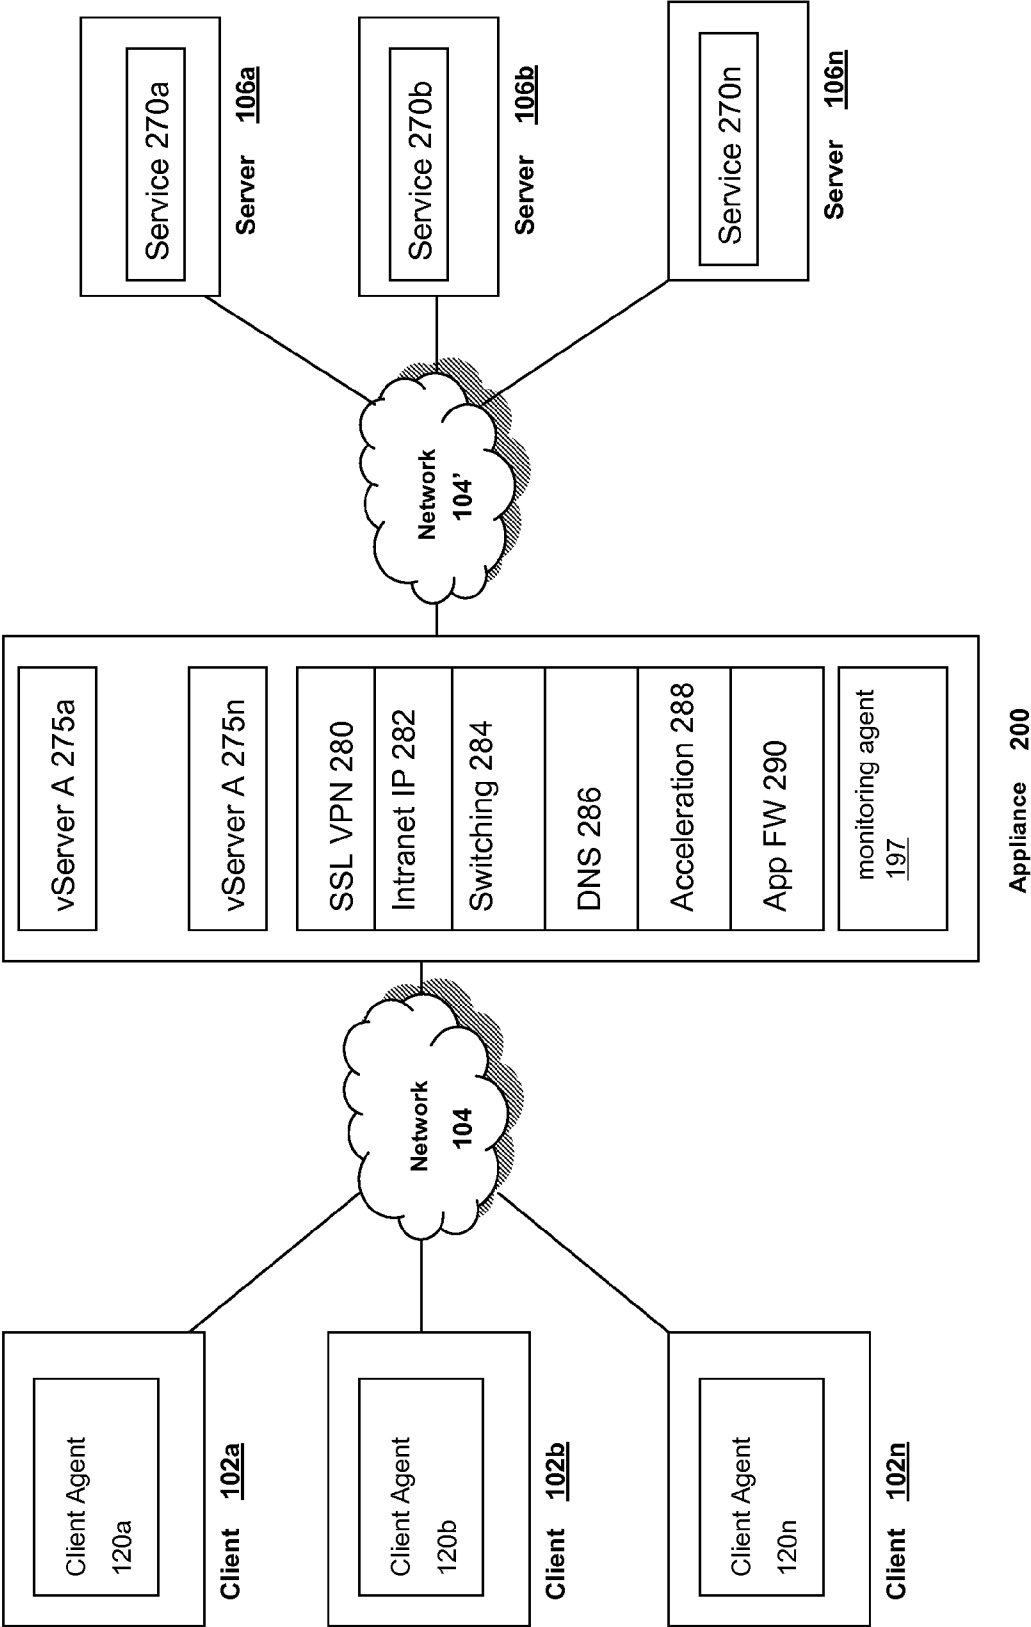 Client Agent
120a
Client 102a
Client Agent
120b
Client 102b
Client Agent
120n
Client 102n
Network
104
vServer A 275a
vServer A 275n
SSL VPN 280
Intranet IP 282
Switching 284
DNS 286
Acceleration 288
App FW 290
monitoring agent
197
Appliance 200
Network
104’
Service 270a
Server 106a
Service 270b
Server 106b
Service 270n
Server 106n